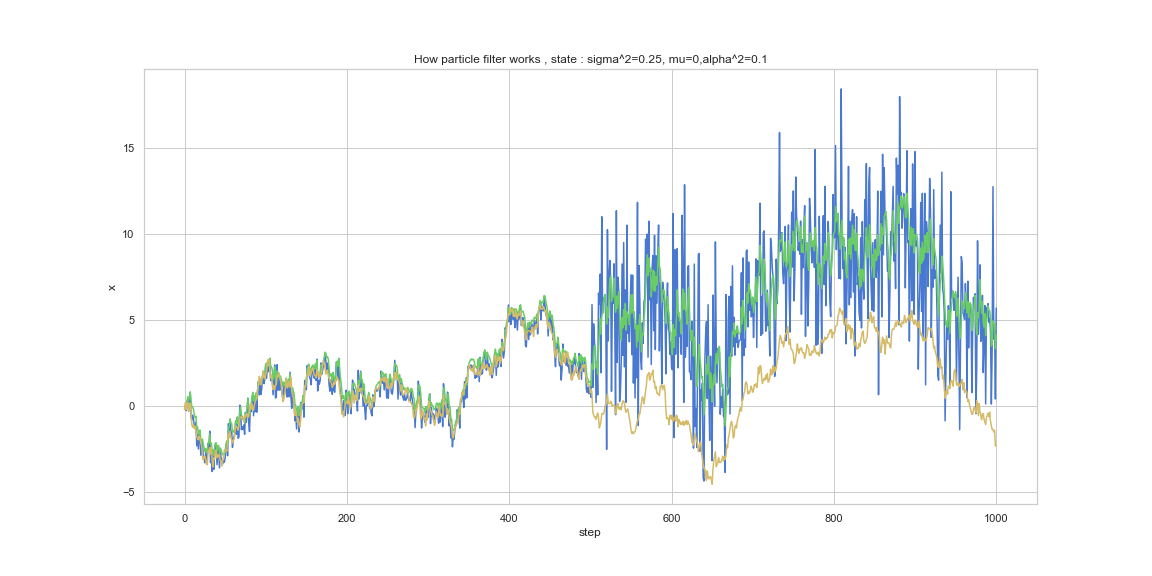 How particle filter works , state : sigma^2=0.25, mu=0,alpha^2=0.1
x
15
10
5
0
−5
0 200 400 600 800 1000
step